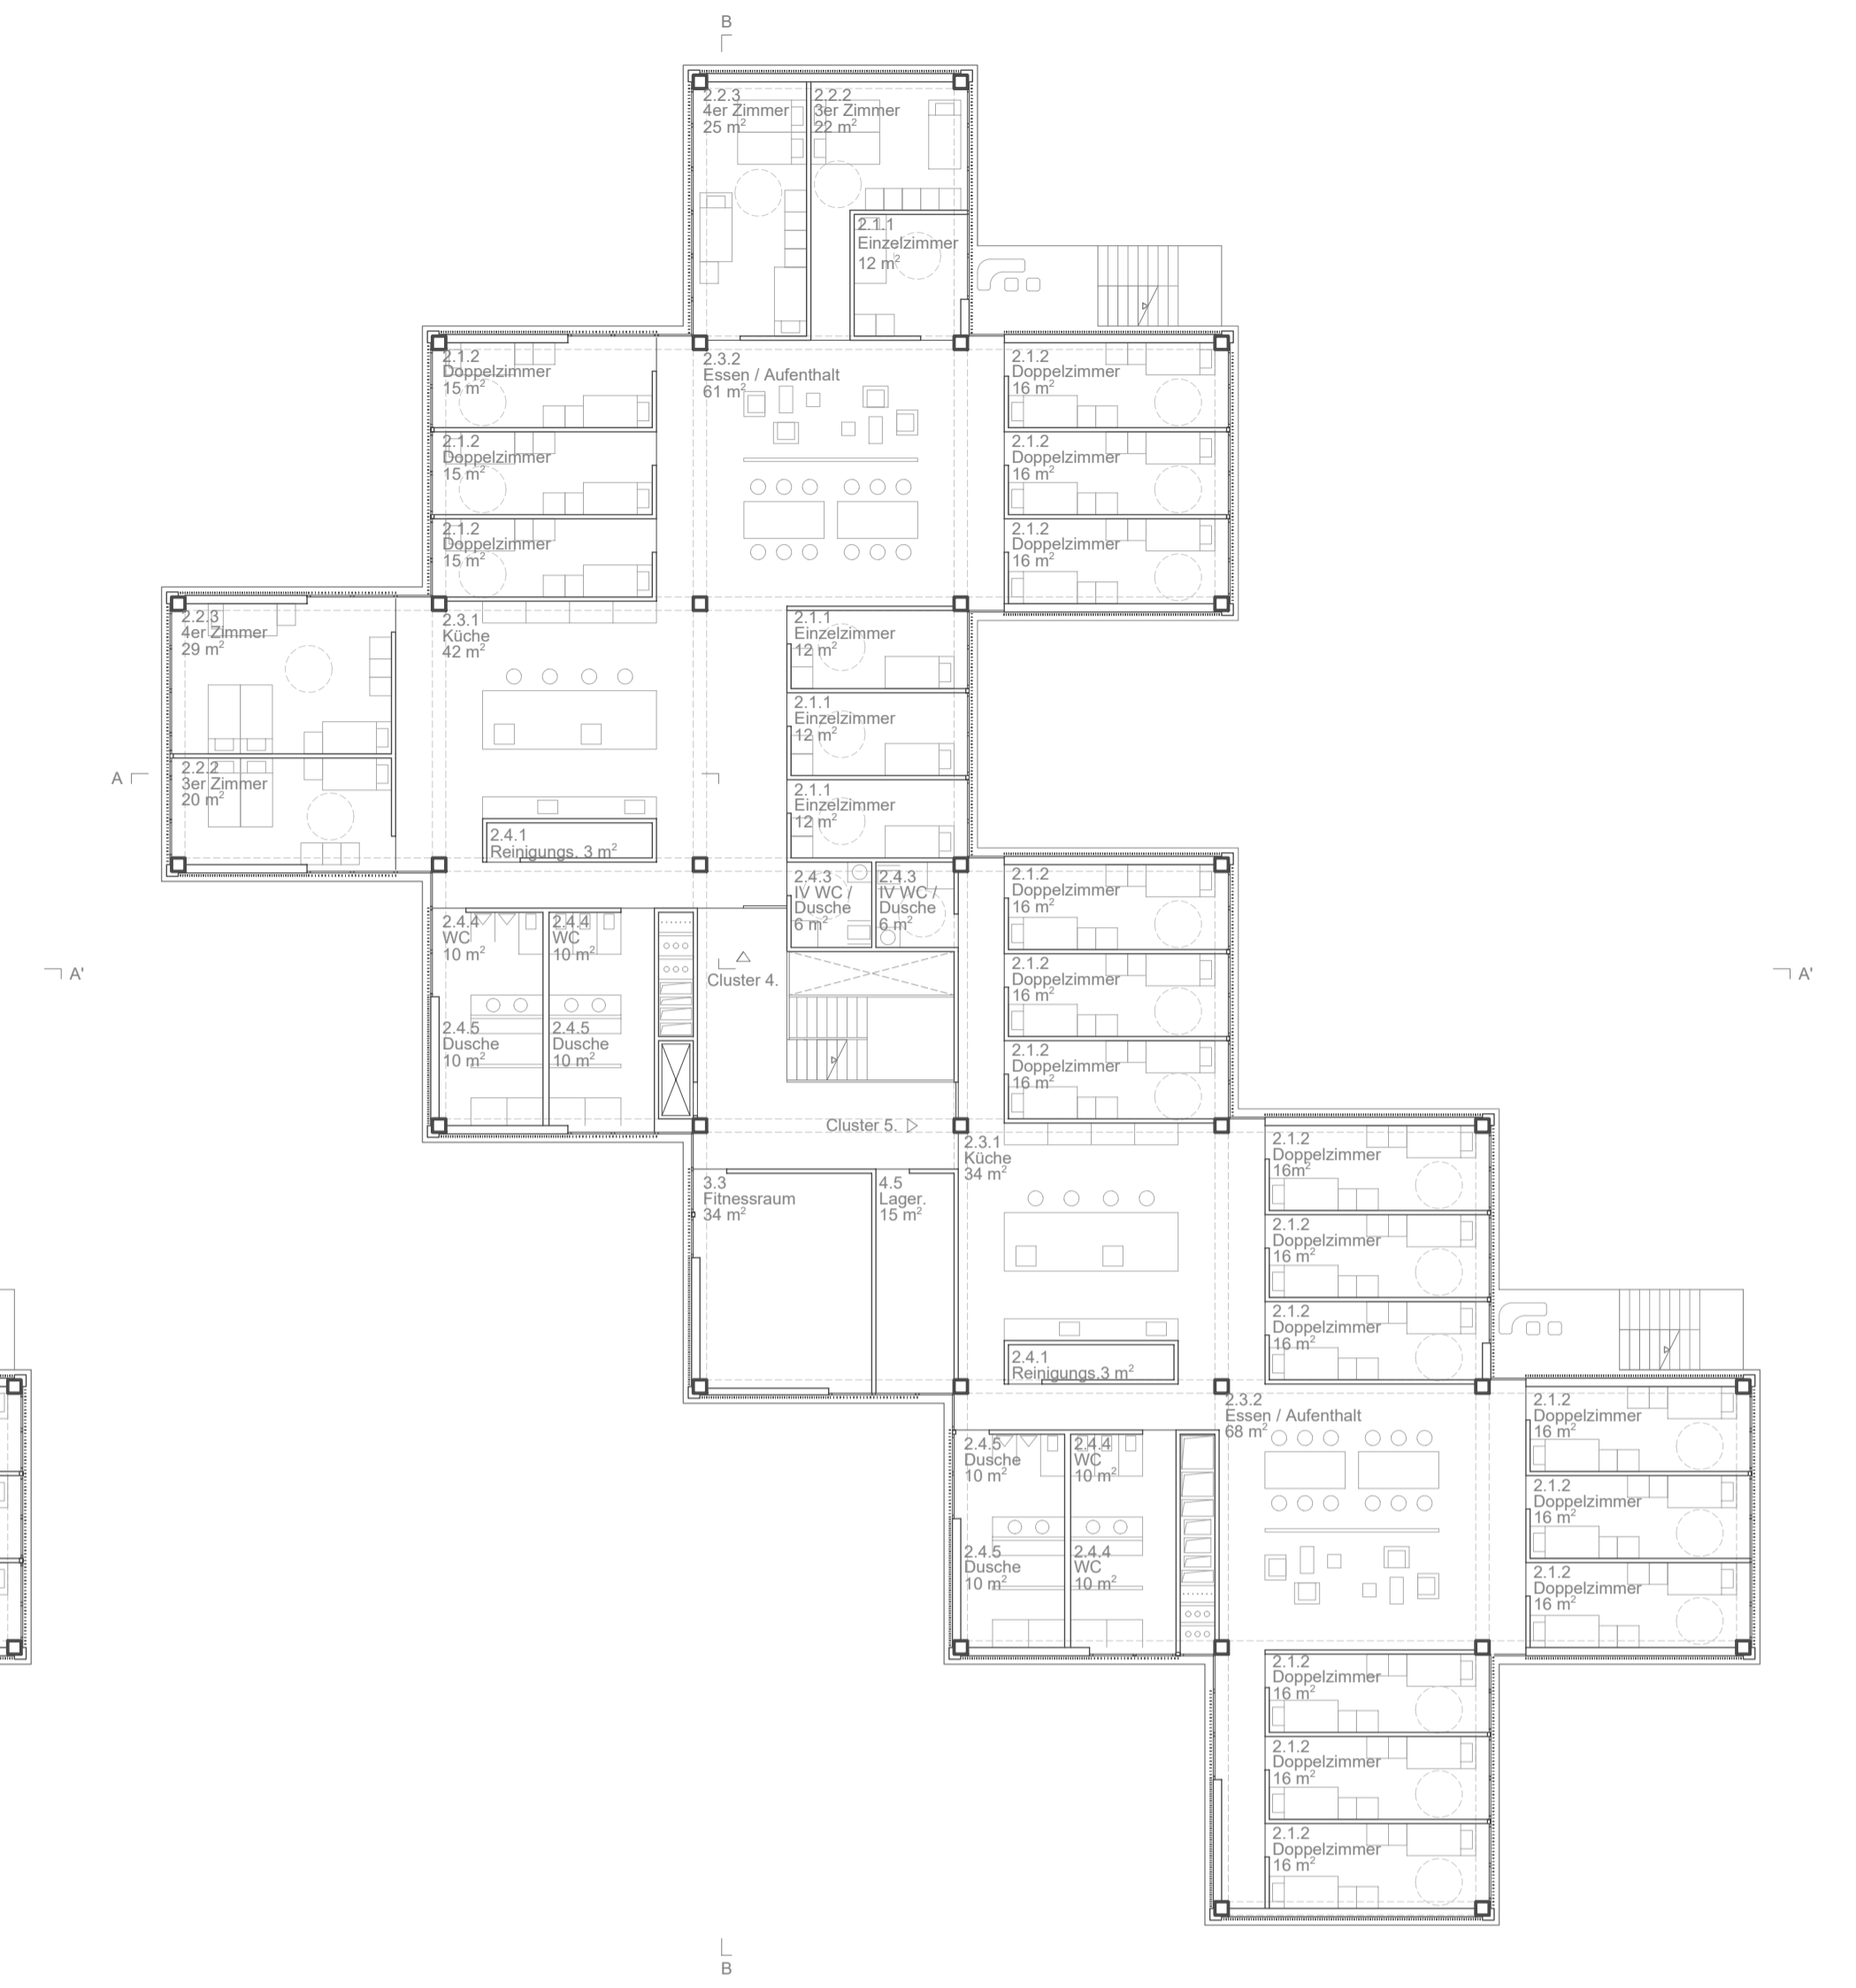 B
2.2.3
4er Zimmer
25 m²
2.2.2
3er Zimmer
22 m²
2.1.1
Einzelzimmer
12 m²
2.1.2
Doppelzimmer
15 m²
2.3.2
Essen / Aufenthalt
61 m²
2.1.2
Doppelzimmer
16 m²
2.1.2
Doppelzimmer
15 m²
2.1.2
Doppelzimmer
16 m²
2.1.2
Doppelzimmer
15 m²
2.1.2
Doppelzimmer
16 m²
2.2.3
4er Zimmer
29 m²
2.3.1
Küche
42 m²
2.1.1
Einzelzimmer
12 m²
2.1.1
Einzelzimmer
12 m²
A
2.2.2
3er Zimmer
20 m²
2.1.1
Einzelzimmer
12 m²
2.4.1
Reinigungs. 3 m²
2.4.3
IV WC /
Dusche
6 m²
2.4.3
IV WC /
Dusche
6 m²
2.1.2
Doppelzimmer
16 m²
2.4.4
WC
10 m²
2.4.4
WC
10 m²
A'
Cluster 4.
2.1.2
Doppelzimmer
16 m²
A'
2.4.5
Dusche
10 m²
2.4.5
Dusche
10 m²
2.1.2
Doppelzimmer
16 m²
Cluster 5.
2.3.1
Küche
34 m²
2.1.2
Doppelzimmer
16m²
3.3
Fitnessraum
34 m²
4.5
Lager.
15 m²
2.1.2
Doppelzimmer
16 m²
2.1.2
Doppelzimmer
16 m²
2.4.1
Reinigungs.3 m²
2.3.2
Essen / Aufenthalt
68 m²
2.1.2
Doppelzimmer
16 m²
2.4.5
Dusche
10 m²
2.4.4
WC
10 m²
2.1.2
Doppelzimmer
16 m²
2.4.5
Dusche
10 m²
2.4.4
WC
10 m²
2.1.2
Doppelzimmer
16 m²
2.1.2
Doppelzimmer
16 m²
2.1.2
Doppelzimmer
16 m²
2.1.2
Doppelzimmer
16 m²
B